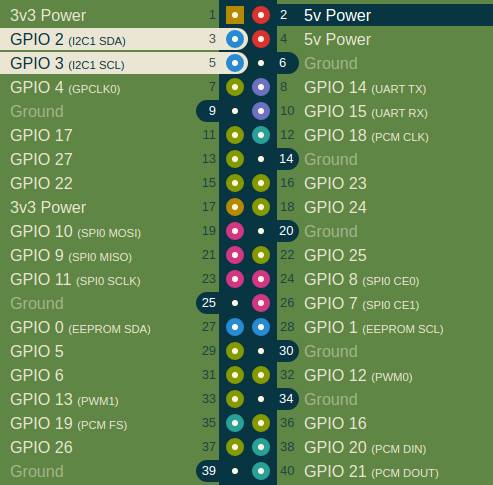 3v3 Power 1 2 5v Power
GPIO 2 (I2C1 SDA) 3 4 5v Power
GPIO 3 (I2C1 SCL) 5 6 Ground
GPIO 4 (GPCLK0) 7 8 GPIO 14 (UART TX)
Ground 9 10 GPIO 15 (UART RX)
GPIO 17 11 12 GPIO 18 (PCM CLK)
GPIO 27 13 14 Ground
GPIO 22 15 16 GPIO 23
3v3 Power 17 18 GPIO 24
GPIO 10 (SPI0 MOSI) 19 20 Ground
GPIO 9 (SPI0 MISO) 21 22 GPIO 25
GPIO 11 (SPI0 SCLK) 23 24 GPIO 8 (SPI0 CE0)
Ground 25 26 GPIO 7 (SPI0 CE1)
GPIO 0 (EEPROM SDA) 27 28 GPIO 1 (EEPROM SCL)
GPIO 5 29 30 Ground
GPIO 6 31 32 GPIO 12 (PWM0)
GPIO 13 (PWM1) 33 34 Ground
GPIO 19 (PCM FS) 35 36 GPIO 16
GPIO 26 37 38 GPIO 20 (PCM DIN)
Ground 39 40 GPIO 21 (PCM DOUT)